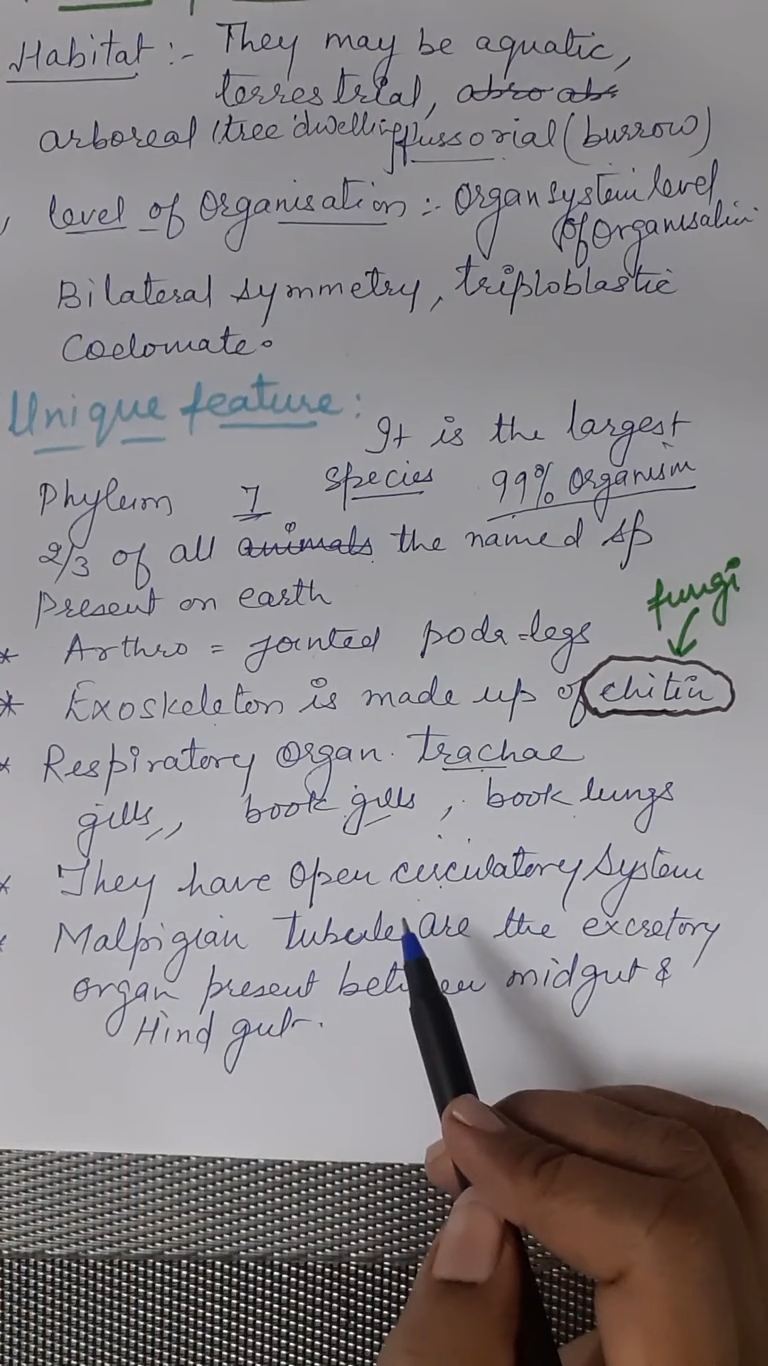 Habitat :- They may be aquatic,
terrestrial, abro abs
arboreal (tree dwelling fussorial (burrow)
level of Organisation :- Organ system level
of Organisation
Bilateral symmetry, triploblastic
Coelomate.
Unique feature :
It is the largest
Phylum I species 99% Organism
2/3 of all animals the named sp
Present on earth
fungi
* Arthro = jointed poda-legs
* Exoskeleton is made up of chitin
* Respiratory Organ. trachae
gills,, book gills, book lungs
* They have Open circulatory System
* Malpigian Tubule are the excretory
organ present between midgut &
Hind gut.